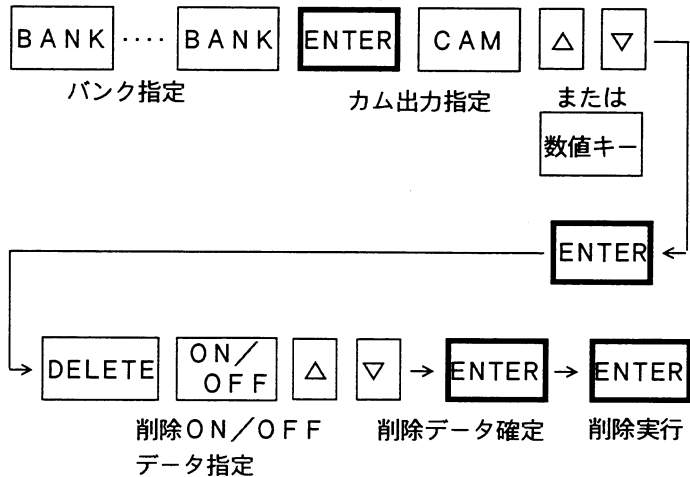 ＢＡＮＫ ････ ＢＡＮＫ ENTER ＣＡＭ △ ▽
バンク指定 カム出力指定 または
数値キー
ENTER
DELETE ＯＮ／ △ ▽ ENTER ENTER
ＯＦＦ
削除ＯＮ／ＯＦＦ 削除データ確定 削除実行
データ指定